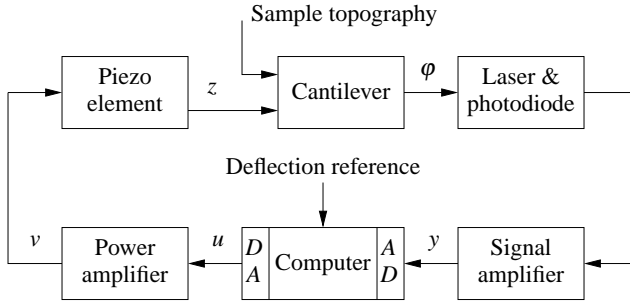 Sample topography
Piezo
element
z
Cantilever
φ
Laser &
photodiode
Deflection reference
v
Power
amplifier
u
D
A
Computer
A
D
y
Signal
amplifier